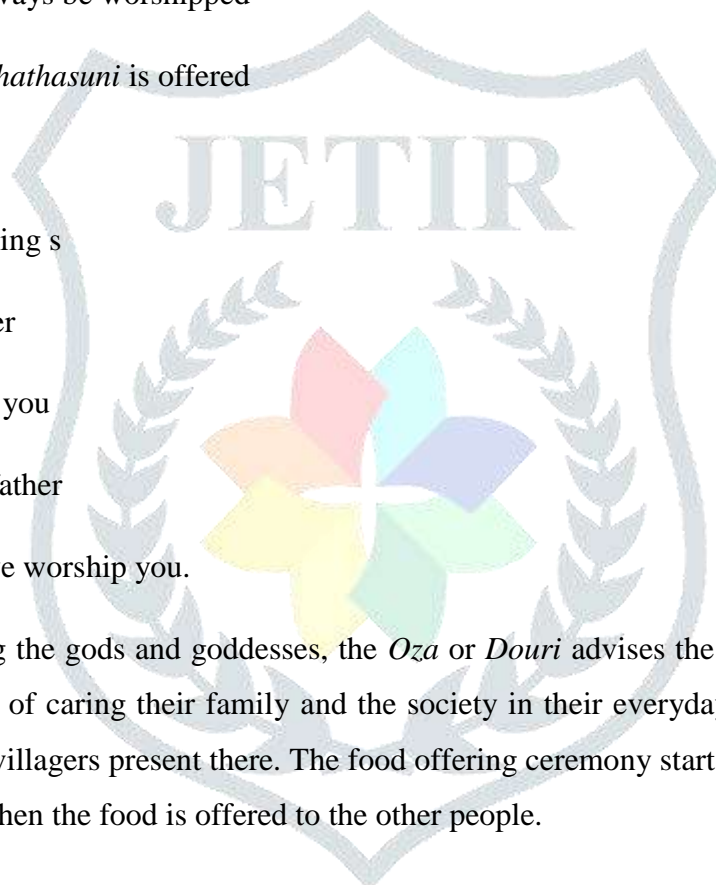 ways be worshipped
hathasuni is offered
JETIR
ing s
er
you
father
e worship you.
g the gods and goddesses, the Oza or Douri advises the
of caring their family and the society in their everyday
villagers present there. The food offering ceremony start
hen the food is offered to the other people.